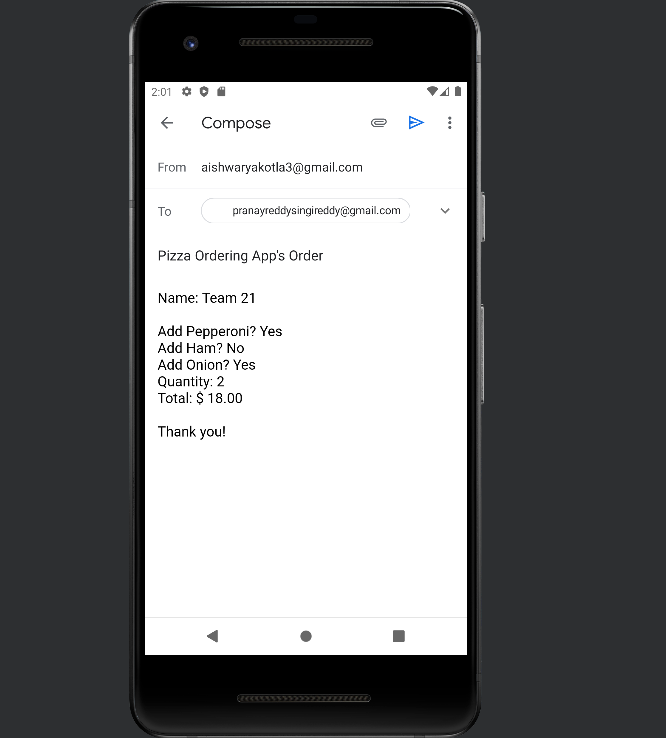 2:01
Compose
From aishwaryakotla3@gmail.com
To pranayreddysingireddy@gmail.com
Pizza Ordering App's Order
Name: Team 21
Add Pepperoni? Yes
Add Ham? No
Add Onion? Yes
Quantity: 2
Total: $ 18.00
Thank you!